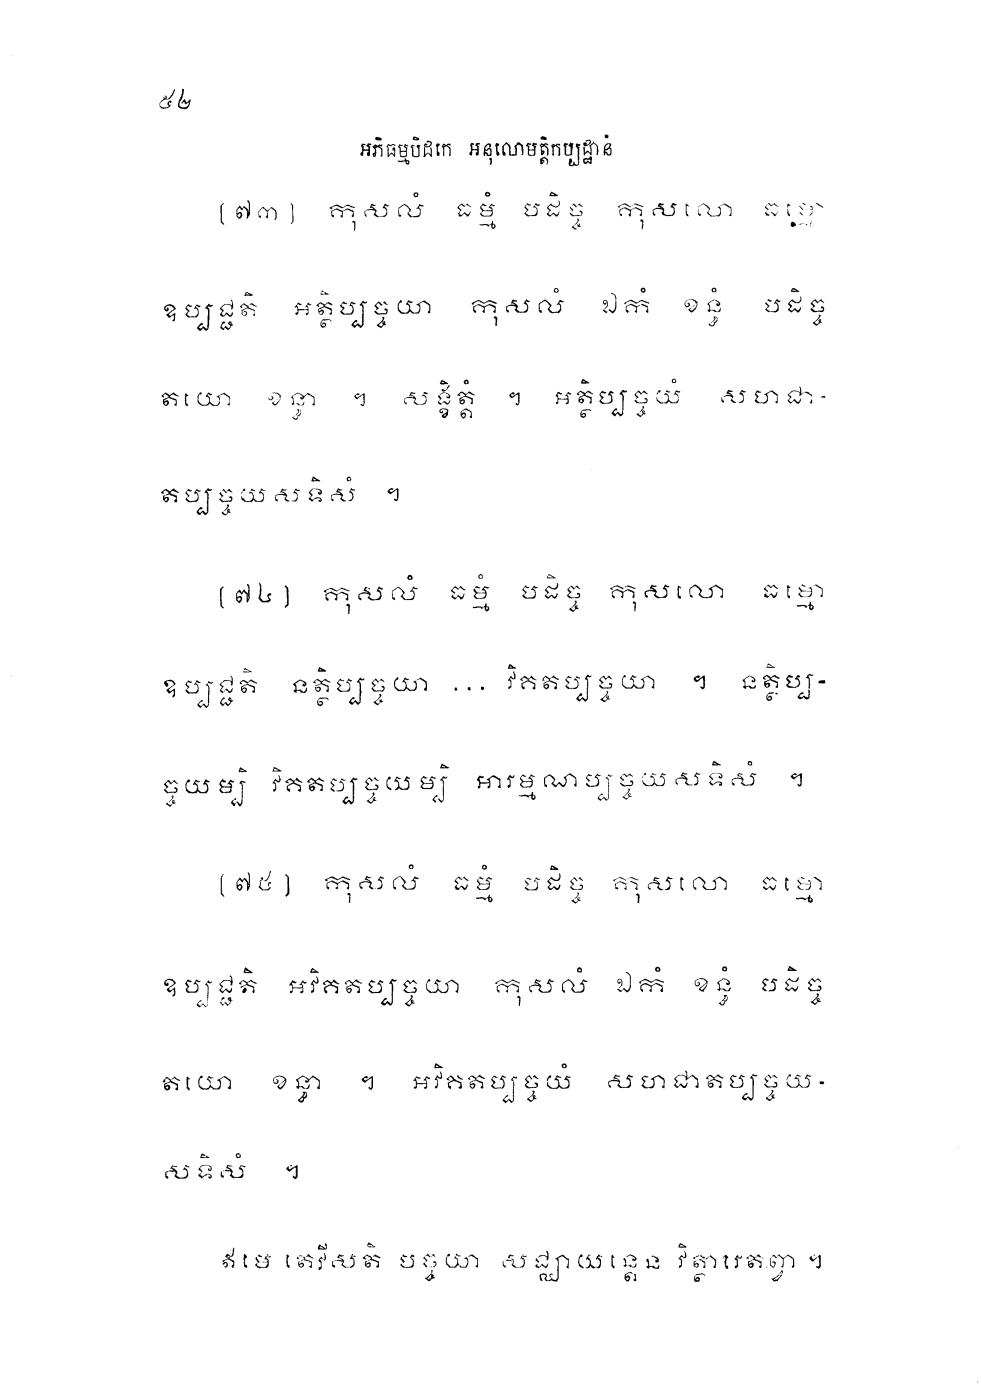 ៥២
អភិធម្មបិដកេ អនុលោមត្តិកប្បដ្ឋានំ
[៧៣] កុសលំ ធម្មំ បដិច្ច កុសលោ ធម្មោ
ឧប្បជ្ជតិ អត្ថិប្បច្ចយា កុសលំ ឯកំ ខន្ធំ បដិច្ច
តយោ ខន្ធា ។ សង្ខិត្តំ ។ អត្ថិប្បច្ចយំ សហជា-
តប្បច្ចយសទិសំ ។
[៧៤] កុសលំ ធម្មំ បដិច្ច កុសលោ ធម្មោ
ឧប្បជ្ជតិ នត្ថិប្បច្ចយា ... វិគតប្បច្ចយា ។ នត្ថិប្ប-
ច្ចយម្បិ វិគតប្បច្ចយម្បិ អារម្មណប្បច្ចយសទិសំ ។
[៧៥] កុសលំ ធម្មំ បដិច្ច កុសលោ ធម្មោ
ឧប្បជ្ជតិ អវិគតប្បច្ចយា កុសលំ ឯកំ ខន្ធំ បដិច្ច
តយោ ខន្ធា ។ អវិគតប្បច្ចយំ សហជាតប្បច្ចយ-
សទិសំ ។
ឥមេ តេវីសតិ បច្ចយា សជ្ឈាយន្តេន វិត្ថារេតព្វា ។